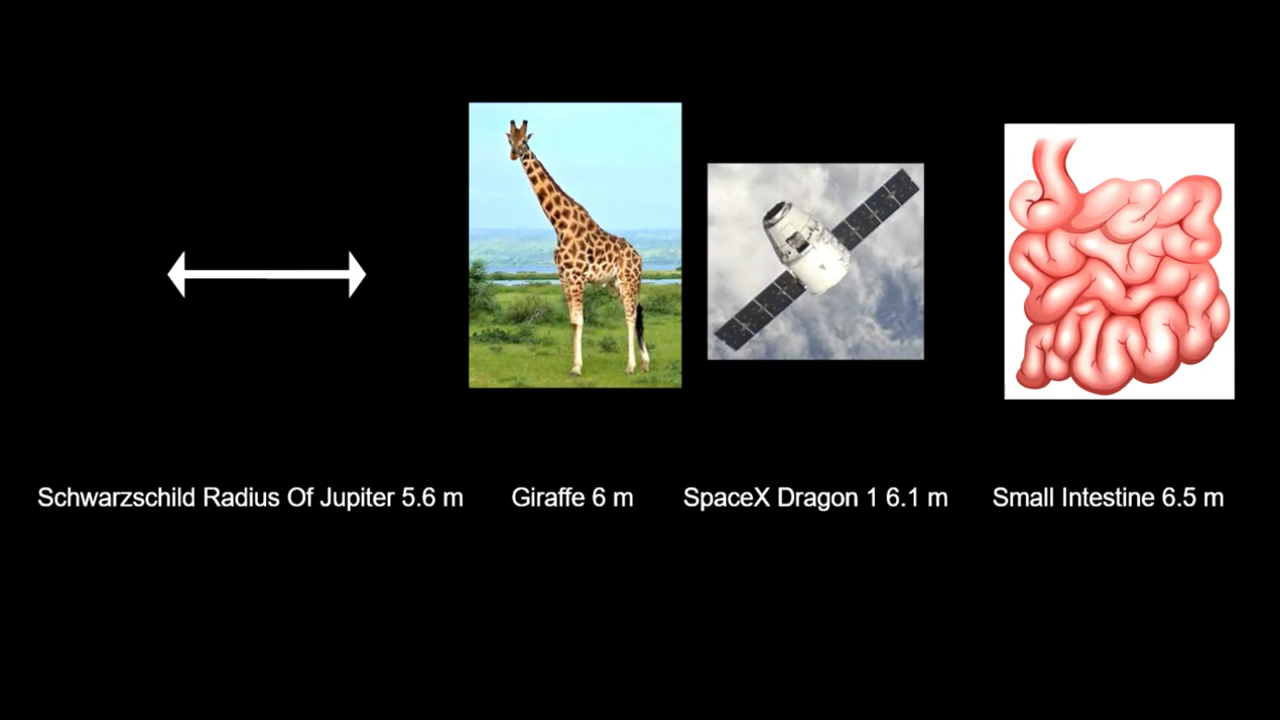 Schwarzschild Radius Of Jupiter 5.6 m
Giraffe 6 m
SpaceX Dragon 1 6.1 m
Small Intestine 6.5 m